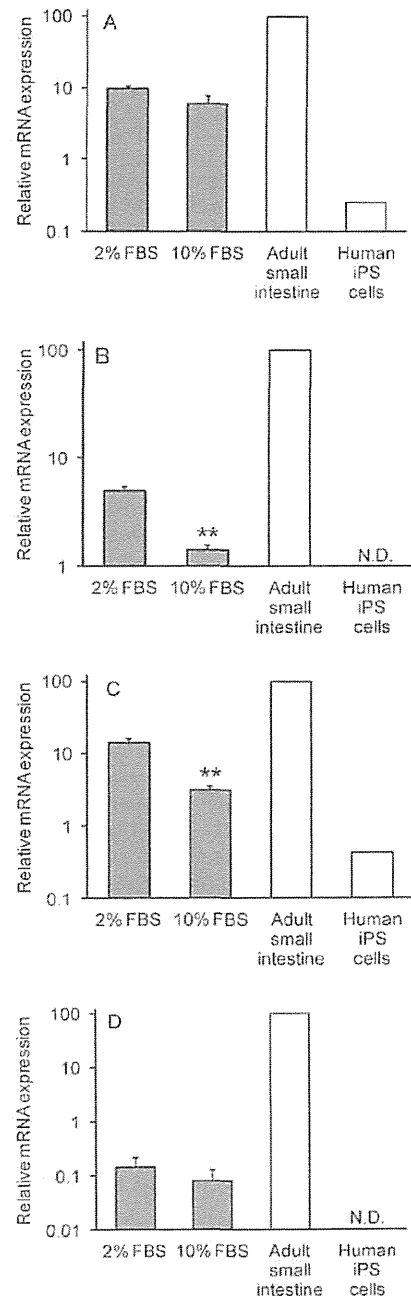 A
Relative mRNA expression
100
10
1
0.1
2% FBS 10% FBS Adult small intestine Human iPS cells
B
Relative mRNA expression
100
10
1
**
N.D.
2% FBS 10% FBS Adult small intestine Human iPS cells
C
Relative mRNA expression
100
10
1
0.1
**
2% FBS 10% FBS Adult small intestine Human iPS cells
D
Relative mRNA expression
100
10
1
0.1
0.01
N.D.
2% FBS 10% FBS Adult small intestine Human iPS cells